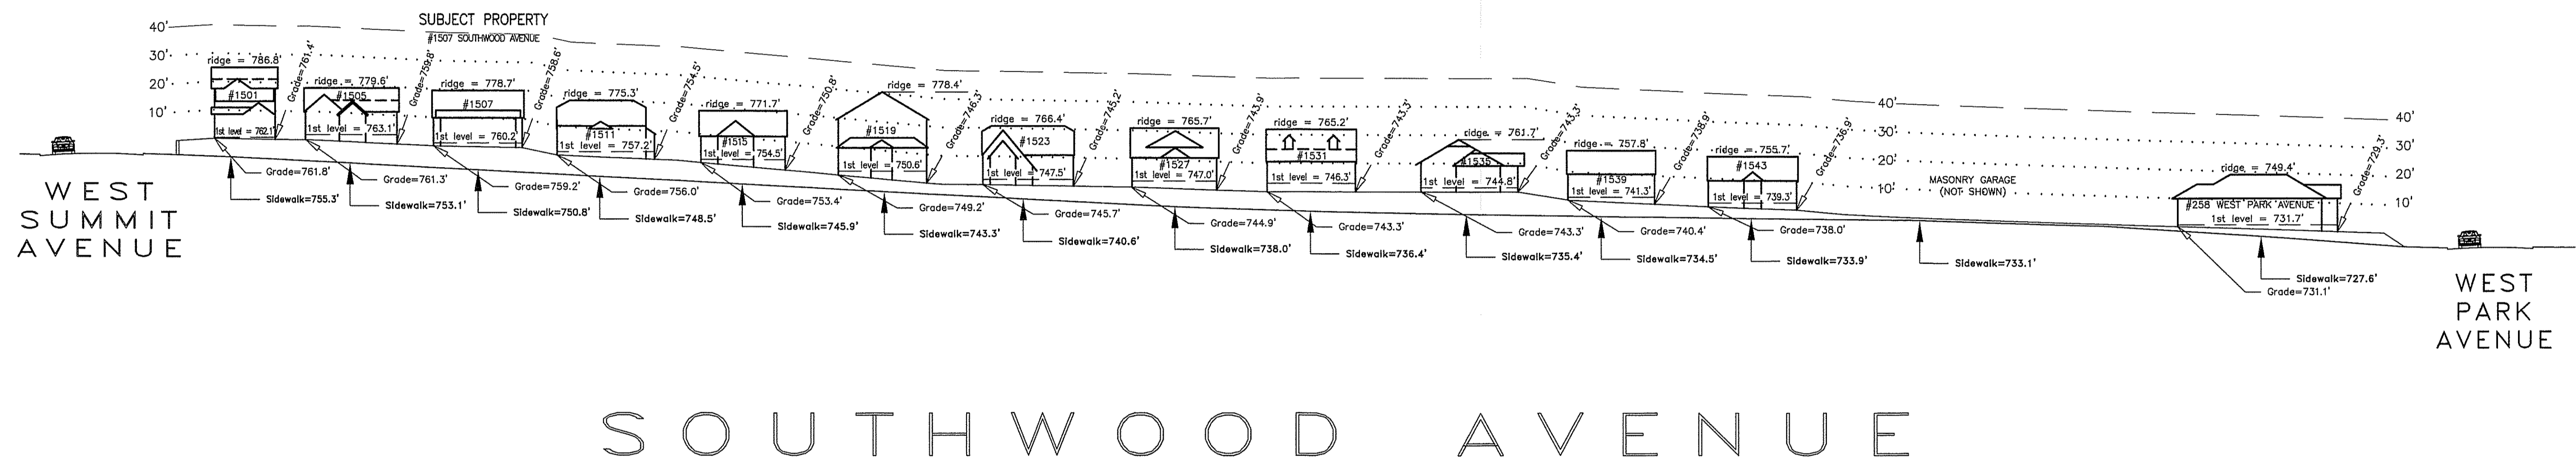 SUBJECT PROPERTY
#1507 SOUTHWOOD AVENUE
40'
30'
20'
10'
ridge = 786.8'
#1501
1st level = 762.1'
Grade=761.4'
Grade=761.8'
Sidewalk=755.3'
ridge = 779.6'
#1505
1st level = 763.1'
Grade=759.8'
Grade=761.3'
Sidewalk=753.1'
ridge = 778.7'
#1507
1st level = 760.2'
Grade=758.6'
Grade=759.2'
Sidewalk=750.8'
ridge = 775.3'
#1511
1st level = 757.2'
Grade=754.5'
Grade=756.0'
Sidewalk=748.5'
ridge = 771.7'
#1515
1st level = 754.5'
Grade=750.8'
Grade=753.4'
Sidewalk=745.9'
ridge = 778.4'
#1519
1st level = 750.6'
Grade=746.3'
Grade=749.2'
Sidewalk=743.3'
ridge = 766.4'
#1523
1st level = 747.5'
Grade=745.2'
Grade=745.7'
Sidewalk=740.6'
ridge = 765.7'
#1527
1st level = 747.0'
Grade=743.9'
Grade=744.9'
Sidewalk=738.0'
ridge = 765.2'
#1531
1st level = 746.3'
Grade=743.3'
Grade=743.3'
Sidewalk=736.4'
ridge = 761.7'
#1535
1st level = 744.8'
Grade=743.3'
Grade=743.3'
Sidewalk=735.4'
ridge = 757.8'
#1539
1st level = 741.3'
Grade=738.9'
Grade=740.4'
Sidewalk=734.5'
ridge = 755.7'
#1543
1st level = 739.3'
Grade=736.9'
Grade=738.0'
Sidewalk=733.9'
40'
30'
20'
10'
MASONRY GARAGE
(NOT SHOWN)
Sidewalk=733.1'
ridge = 749.4'
#258 WEST PARK AVENUE
1st level = 731.7'
Grade=729.3'
Sidewalk=727.6'
Grade=731.1'
40'
30'
20'
10'
WEST
SUMMIT
AVENUE
WEST
PARK
AVENUE
SOUTHWOOD AVENUE